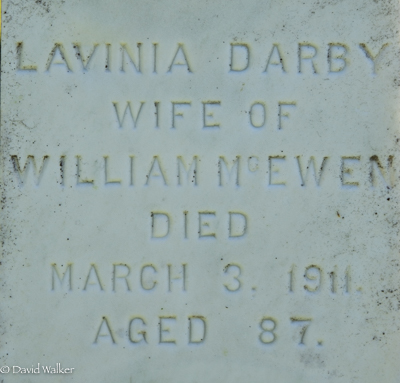 LAVINIA DARBY
WIFE OF
WILLIAM McEWEN
DIED
MARCH 3. 1911.
AGED 87.
© David Walker